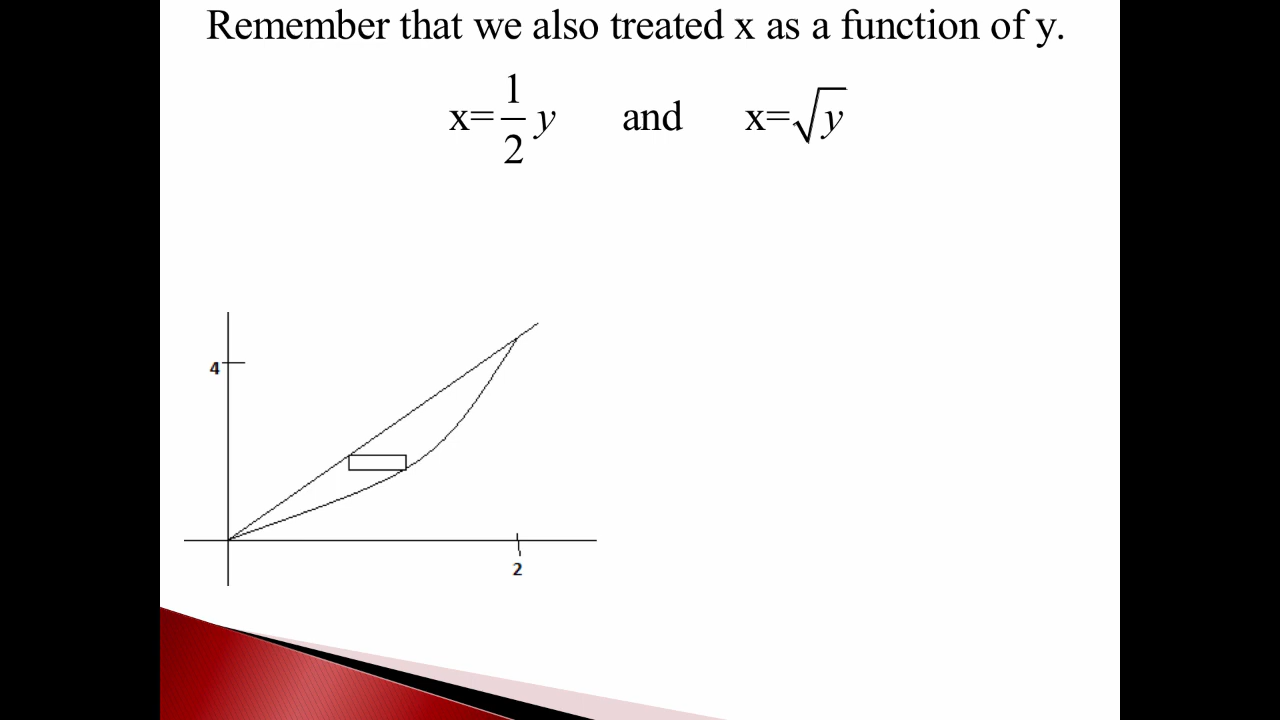 Remember that we also treated x as a function of y.
x=1/2 y and x=√y
4
2